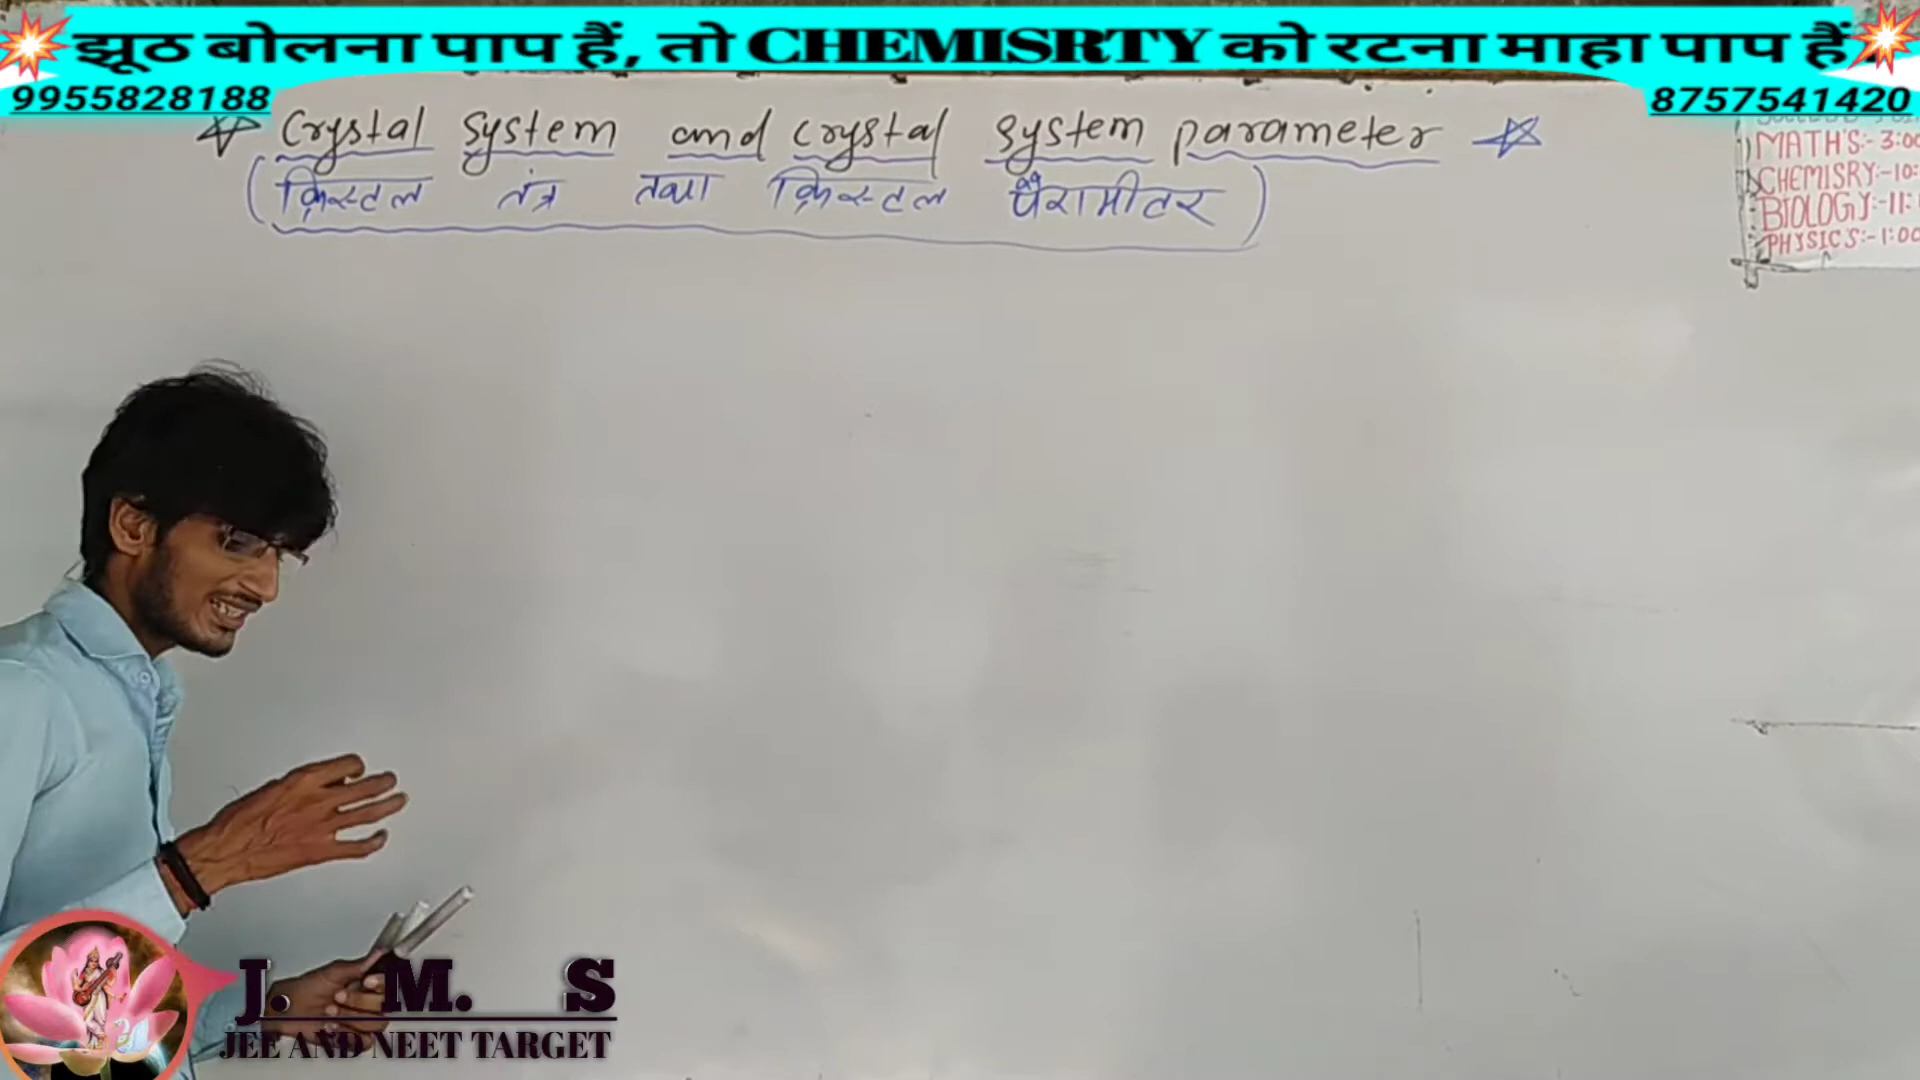 झूठ बोलना पाप हैं, तो CHEMISRTY को रटना माहा पाप हैं
9955828188
8757541420
Crystal system and crystal system parameter
(क्रिस्टल तंत्र तथा क्रिस्टल पैरामीटर)
MATH'S:- 3:00
CHEMISRY:-10:
BIOLOGY:-11:
PHYSICS:-1:00
J. M. S
JEE AND NEET TARGET